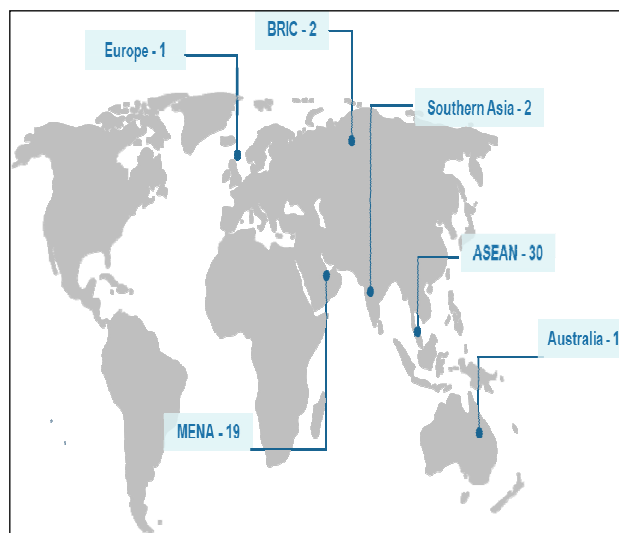 BRIC - 2
Europe - 1
Southern Asia - 2
ASEAN - 30
Australia - 1
MENA - 19